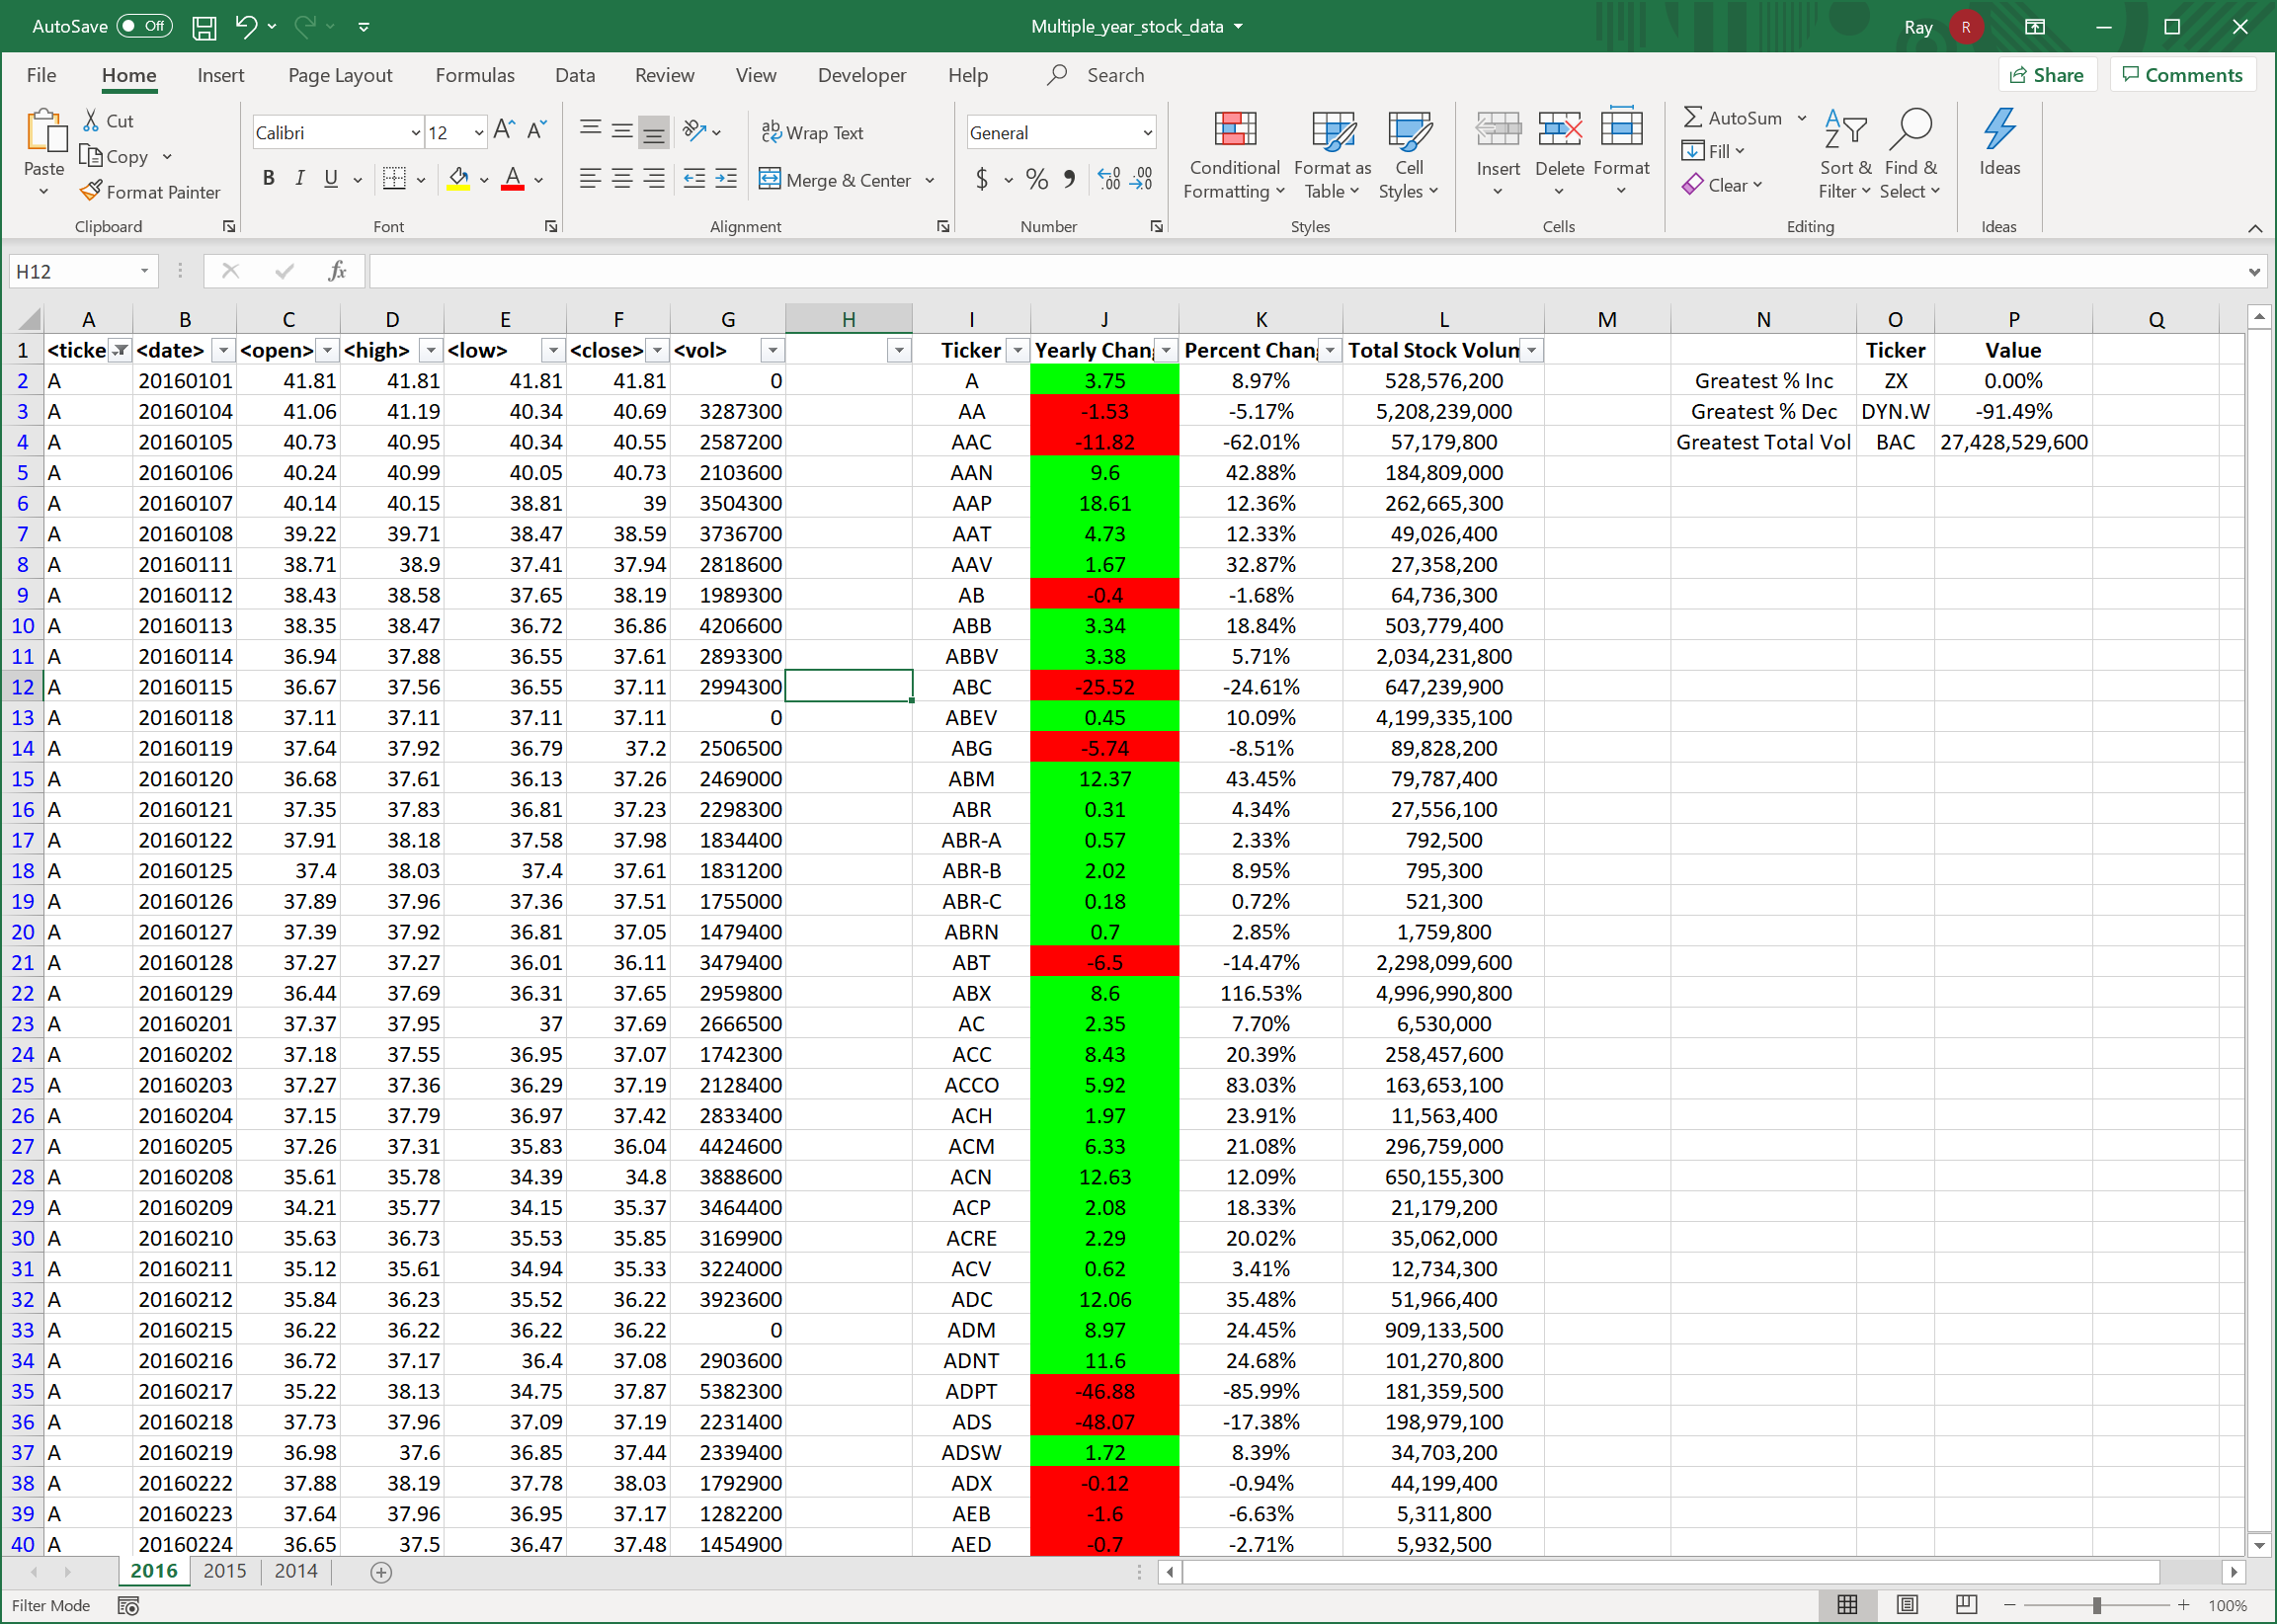 AutoSave Off Multiple_year_stock_data Ray R
File Home Insert Page Layout Formulas Data Review View Developer Help Search Share Comments
Paste Cut Copy Format Painter Clipboard
Calibri 12 B I U A Font
Wrap Text Merge & Center Alignment
General $ % Number
Conditional Formatting Format as Table Cell Styles Styles
Insert Delete Format Cells
AutoSum Fill Clear Sort & Filter Find & Select Editing
Ideas Ideas
H12 fx
A B C D E F G H I J K L M N O P Q
1 <ticke <date> <open> <high> <low> <close> <vol> Ticker Yearly Chan Percent Chan Total Stock Volun Ticker Value
2 A 20160101 41.81 41.81 41.81 41.81 0 A 3.75 8.97% 528,576,200 Greatest % Inc ZX 0.00%
3 A 20160104 41.06 41.19 40.34 40.69 3287300 AA -1.53 -5.17% 5,208,239,000 Greatest % Dec DYN.W -91.49%
4 A 20160105 40.73 40.95 40.34 40.55 2587200 AAC -11.82 -62.01% 57,179,800 Greatest Total Vol BAC 27,428,529,600
5 A 20160106 40.24 40.99 40.05 40.73 2103600 AAN 9.6 42.88% 184,809,000
6 A 20160107 40.14 40.15 38.81 39 3504300 AAP 18.61 12.36% 262,665,300
7 A 20160108 39.22 39.71 38.47 38.59 3736700 AAT 4.73 12.33% 49,026,400
8 A 20160111 38.71 38.9 37.41 37.94 2818600 AAV 1.67 32.87% 27,358,200
9 A 20160112 38.43 38.58 37.65 38.19 1989300 AB -0.4 -1.68% 64,736,300
10 A 20160113 38.35 38.47 36.72 36.86 4206600 ABB 3.34 18.84% 503,779,400
11 A 20160114 36.94 37.88 36.55 37.61 2893300 ABBV 3.38 5.71% 2,034,231,800
12 A 20160115 36.67 37.56 36.55 37.11 2994300 ABC -25.52 -24.61% 647,239,900
13 A 20160118 37.11 37.11 37.11 37.11 0 ABEV 0.45 10.09% 4,199,335,100
14 A 20160119 37.64 37.92 36.79 37.2 2506500 ABG -5.74 -8.51% 89,828,200
15 A 20160120 36.68 37.61 36.13 37.26 2469000 ABM 12.37 43.45% 79,787,400
16 A 20160121 37.35 37.83 36.81 37.23 2298300 ABR 0.31 4.34% 27,556,100
17 A 20160122 37.91 38.18 37.58 37.98 1834400 ABR-A 0.57 2.33% 792,500
18 A 20160125 37.4 38.03 37.4 37.61 1831200 ABR-B 2.02 8.95% 795,300
19 A 20160126 37.89 37.96 37.36 37.51 1755000 ABR-C 0.18 0.72% 521,300
20 A 20160127 37.39 37.92 36.81 37.05 1479400 ABRN 0.7 2.85% 1,759,800
21 A 20160128 37.27 37.27 36.01 36.11 3479400 ABT -6.5 -14.47% 2,298,099,600
22 A 20160129 36.44 37.69 36.31 37.65 2959800 ABX 8.6 116.53% 4,996,990,800
23 A 20160201 37.37 37.95 37 37.69 2666500 AC 2.35 7.70% 6,530,000
24 A 20160202 37.18 37.55 36.95 37.07 1742300 ACC 8.43 20.39% 258,457,600
25 A 20160203 37.27 37.36 36.29 37.19 2128400 ACCO 5.92 83.03% 163,653,100
26 A 20160204 37.15 37.79 36.97 37.42 2833400 ACH 1.97 23.91% 11,563,400
27 A 20160205 37.26 37.31 35.83 36.04 4424600 ACM 6.33 21.08% 296,759,000
28 A 20160208 35.61 35.78 34.39 34.8 3888600 ACN 12.63 12.09% 650,155,300
29 A 20160209 34.21 35.77 34.15 35.37 3464400 ACP 2.08 18.33% 21,179,200
30 A 20160210 35.63 36.73 35.53 35.85 3169900 ACRE 2.29 20.02% 35,062,000
31 A 20160211 35.12 35.61 34.94 35.33 3224000 ACV 0.62 3.41% 12,734,300
32 A 20160212 35.84 36.23 35.52 36.22 3923600 ADC 12.06 35.48% 51,966,400
33 A 20160215 36.22 36.22 36.22 36.22 0 ADM 8.97 24.45% 909,133,500
34 A 20160216 36.72 37.17 36.4 37.08 2903600 ADNT 11.6 24.68% 101,270,800
35 A 20160217 35.22 38.13 34.75 37.87 5382300 ADPT -46.88 -85.99% 181,359,500
36 A 20160218 37.73 37.96 37.09 37.19 2231400 ADS -48.07 -17.38% 198,979,100
37 A 20160219 36.98 37.6 36.85 37.44 2339400 ADSW 1.72 8.39% 34,703,200
38 A 20160222 37.88 38.19 37.78 38.03 1792900 ADX -0.12 -0.94% 44,199,400
39 A 20160223 37.64 37.96 36.95 37.17 1282200 AEB -1.6 -6.63% 5,311,800
40 A 20160224 36.65 37.5 36.47 37.48 1454900 AED -0.7 -2.71% 5,932,500
2016 2015 2014
Filter Mode 100%